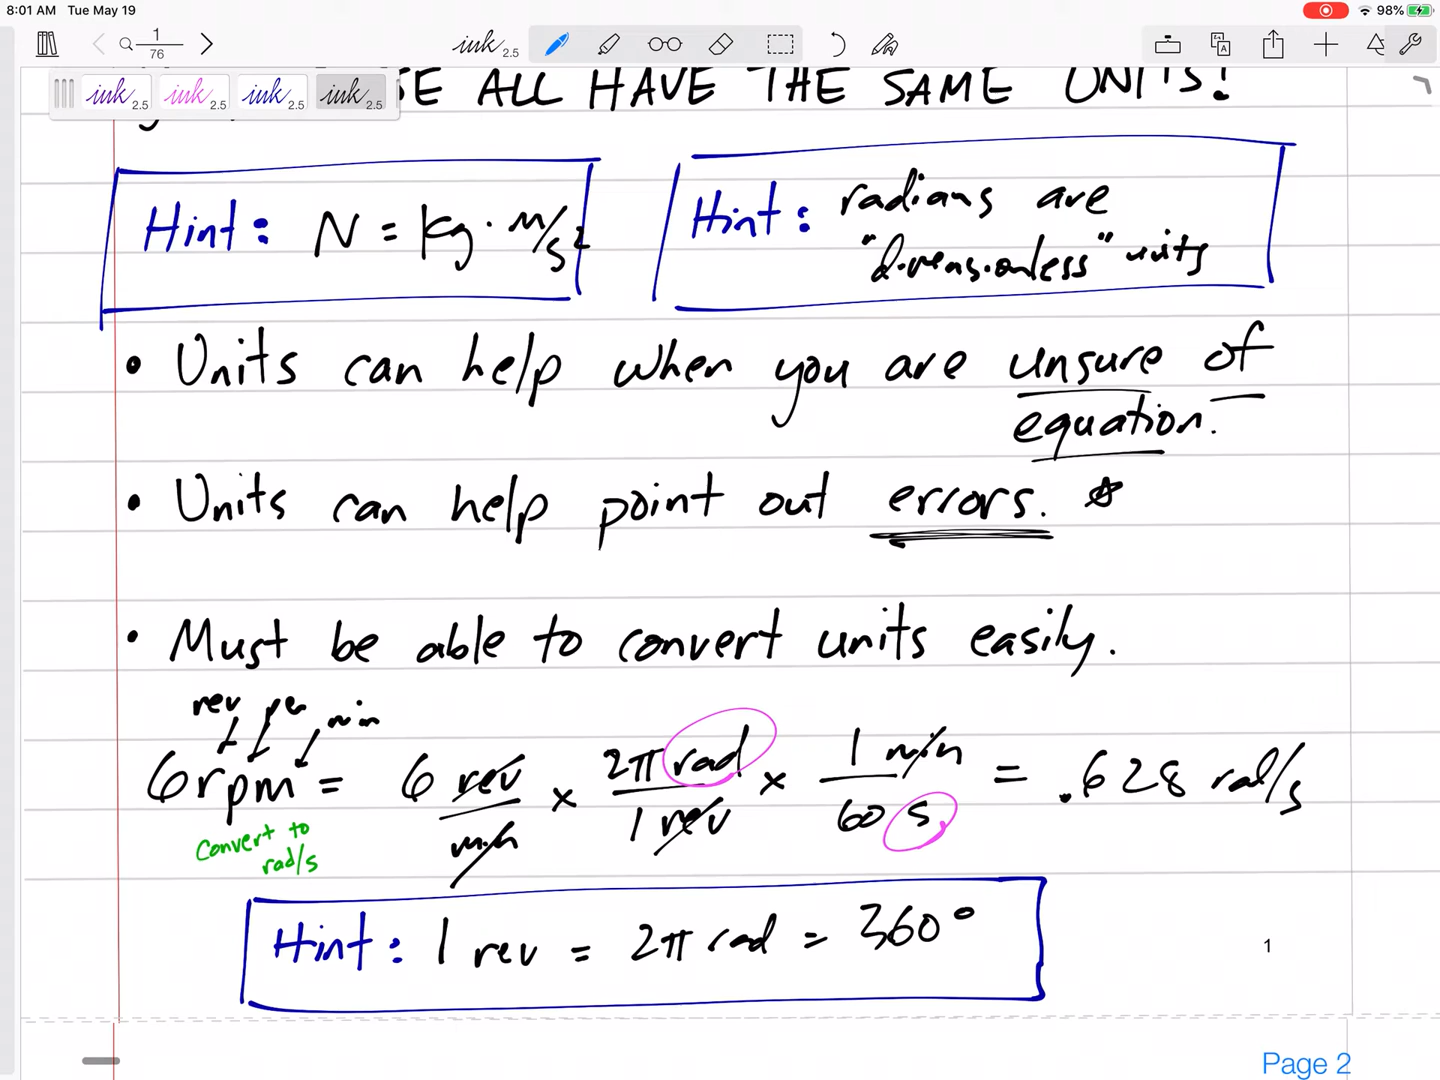 8:01 AM Tue May 19
98%
1
76
ink 2.5
ink 2.5 ink 2.5 ink 2.5 ink 2.5
SE ALL HAVE THE SAME UNITS!
Hint: N = kg · m/s²
Hint: radians are
"dimensionless" units
• Units can help when you are unsure of
equation.
• Units can help point out errors. ☆
• Must be able to convert units easily.
rev per min
6 rpm = 6 rev/min × 2π rad/1 rev × 1 min/60 s = .628 rad/s
convert to
rad/s
Hint: 1 rev = 2π rad = 360°
1
Page 2